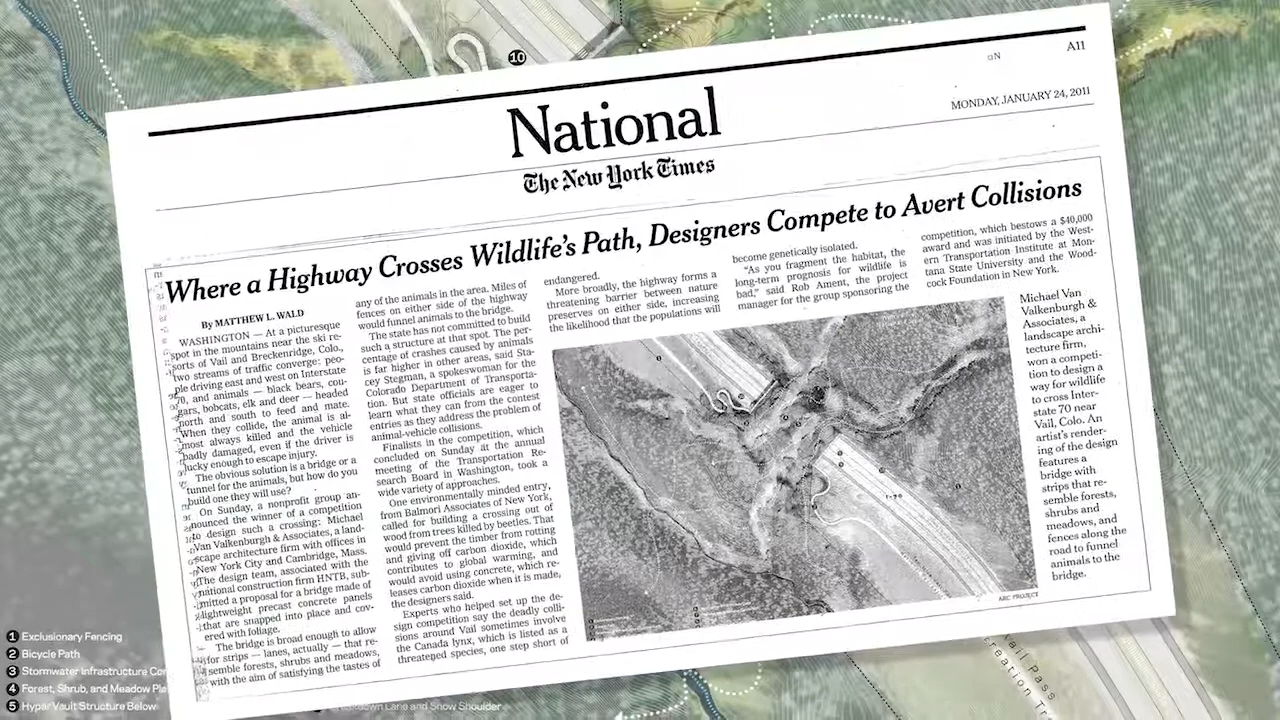 10
A11
National
MONDAY, JANUARY 24, 2011
The New York Times
Where a Highway Crosses Wildlife's Path, Designers Compete to Avert Collisions
By MATTHEW L. WALD
WASHINGTON — At a picturesque
spot in the mountains near the ski re-
sorts of Vail and Breckenridge, Colo.,
two streams of traffic converge: peo-
ple driving east and west on Interstate
70, and animals — black bears, cou-
gars, bobcats, elk and deer — headed
north and south to feed and mate.
When they collide, the animal is al-
most always killed and the vehicle
badly damaged, even if the driver is
lucky enough to escape injury.
The obvious solution is a bridge or a
tunnel for the animals, but how do you
build one they will use?
On Sunday, a nonprofit group an-
nounced the winner of a competition
to design such a crossing: Michael
Van Valkenburgh & Associates, a land-
scape architecture firm with offices in
New York City and Cambridge, Mass.
The design team, associated with the
national construction firm HNTB, sub-
mitted a proposal for a bridge made of
lightweight precast concrete panels
that are snapped into place and cov-
ered with foliage.
The bridge is broad enough to allow
for strips — lanes, actually — that re-
semble forests, shrubs and meadows,
with the aim of satisfying the tastes of
any of the animals in the area. Miles of
fences on either side of the highway
would funnel animals to the bridge.
The state has not committed to build
such a structure at that spot. The per-
centage of crashes caused by animals
is far higher in other areas, said Sta-
cey Stegman, a spokeswoman for the
Colorado Department of Transporta-
tion. But state officials are eager to
learn what they can from the contest
entries as they address the problem of
animal-vehicle collisions.
Finalists in the competition, which
concluded on Sunday at the annual
meeting of the Transportation Re-
search Board in Washington, took a
wide variety of approaches.
One environmentally minded entry,
from Balmori Associates of New York,
called for building a crossing out of
wood from trees killed by beetles. That
would prevent the timber from rotting
and giving off carbon dioxide, which
contributes to global warming, and
would avoid using concrete, which re-
leases carbon dioxide when it is made,
the designers said.
Experts who helped set up the de-
sign competition say the deadly colli-
sions around Vail sometimes involve
the Canada lynx, which is listed as a
threatened species, one step short of
endangered.
More broadly, the highway forms a
threatening barrier between nature
preserves on either side, increasing
the likelihood that the populations will
become genetically isolated.
"As you fragment the habitat, the
long-term prognosis for wildlife is
bad," said Rob Ament, the project
manager for the group sponsoring the
competition, which bestows a $40,000
award and was initiated by the West-
ern Transportation Institute at Mon-
tana State University and the Wood-
cock Foundation in New York.
Michael Van
Valkenburgh &
Associates, a
landscape archi-
tecture firm,
won a competi-
tion to design a
way for wildlife
to cross Inter-
state 70 near
Vail, Colo. An
artist's render-
ing of the design
features a
bridge with
strips that re-
semble forests,
shrubs and
meadows, and
fences along the
road to funnel
animals to the
bridge.
ARC PROJECT
1 Exclusionary Fencing
2 Bicycle Path
3 Stormwater Infrastructure Cor
4 Forest, Shrub, and Meadow Pla
5 Hypar Vault Structure Below
Lane and Snow Shoulder
Vail Pass